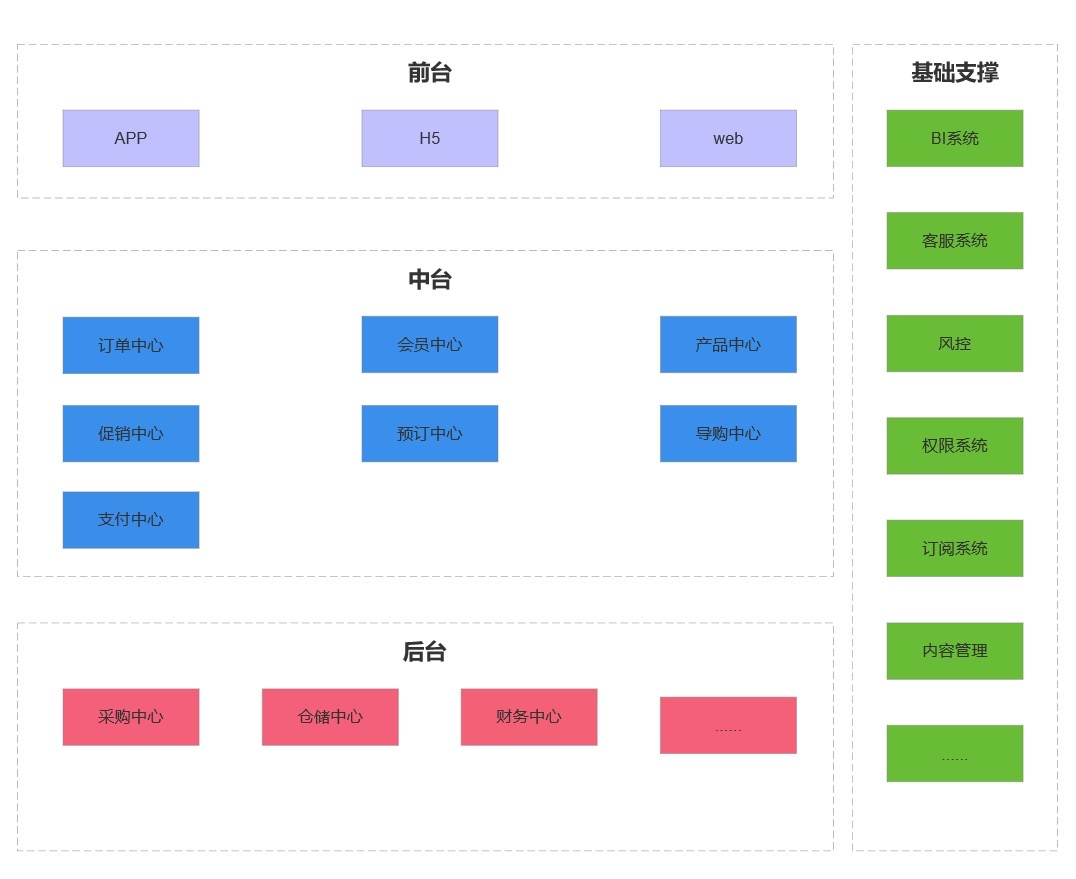 前台
APP
H5
web
中台
订单中心
会员中心
产品中心
促销中心
预订中心
导购中心
支付中心
后台
采购中心
仓储中心
财务中心
......
基础支撑
BI系统
客服系统
风控
权限系统
订阅系统
内容管理
......